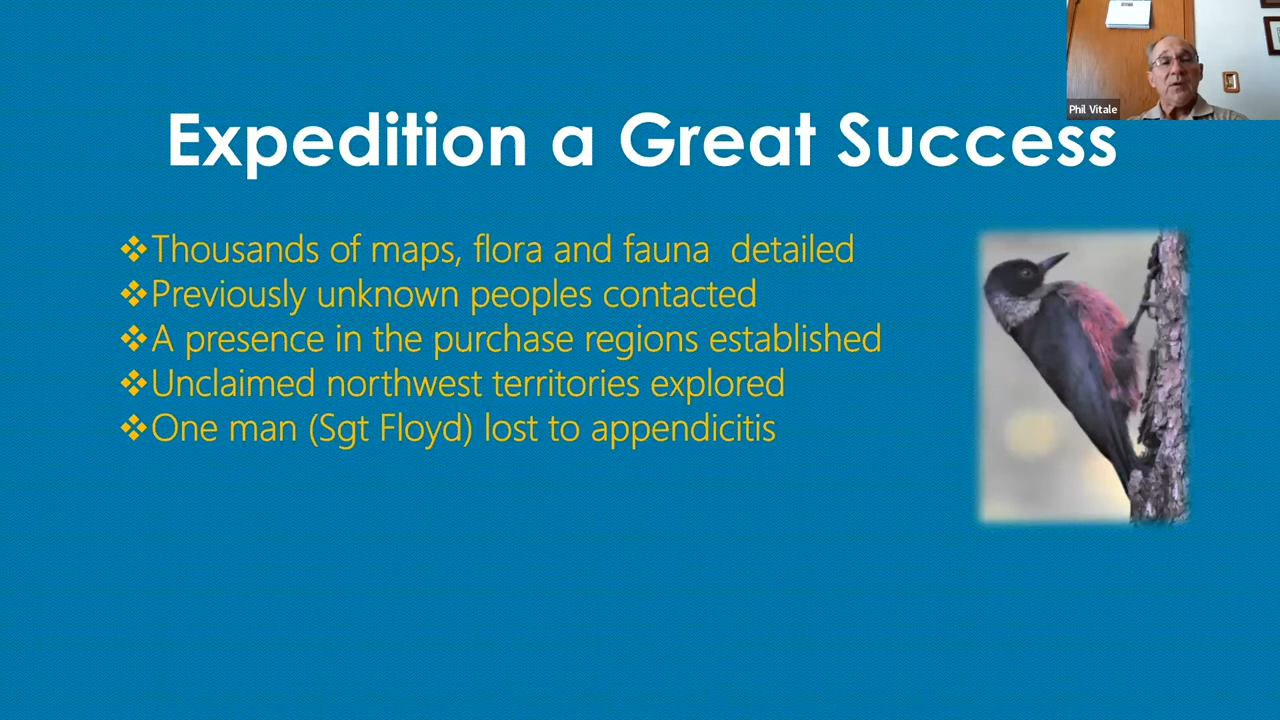 Phil Vitale
Expedition a Great Success
❖Thousands of maps, flora and fauna  detailed
❖Previously unknown peoples contacted
❖A presence in the purchase regions established
❖Unclaimed northwest territories explored
❖One man (Sgt Floyd) lost to appendicitis